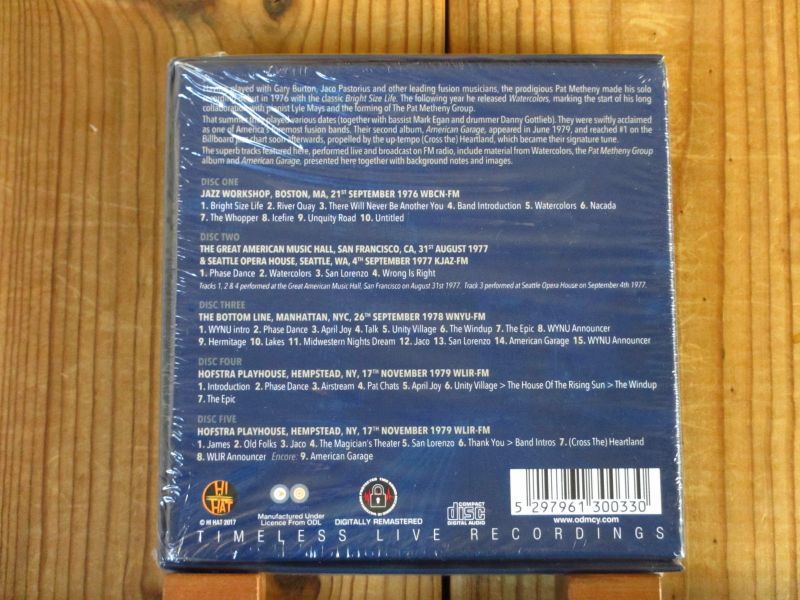 Having played with Gary Burton, Jaco Pastorius and other leading fusion musicians, the prodigious Pat Metheny made his solo
recording debut in 1976 with the classic Bright Size Life. The following year he released Watercolors, marking the start of his long
collaboration with pianist Lyle Mays and the forming of The Pat Metheny Group.
That summer they played various dates (together with bassist Mark Egan and drummer Danny Gottlieb). They were swiftly acclaimed
as one of America's foremost fusion bands. Their second album, American Garage, appeared in June 1979, and reached #1 on the
Billboard jazz chart soon afterwards, propelled by the up-tempo (Cross the) Heartland, which became their signature tune.
The superb tracks featured here, performed live and broadcast on FM radio, include material from Watercolors, the Pat Metheny Group
album and American Garage, presented here together with background notes and images.
DISC ONE
JAZZ WORKSHOP, BOSTON, MA, 21ST SEPTEMBER 1976 WBCN-FM
1. Bright Size Life 2. River Quay 3. There Will Never Be Another You 4. Band Introduction 5. Watercolors 6. Nacada
7. The Whopper 8. Icefire 9. Unquity Road 10. Untitled
DISC TWO
THE GREAT AMERICAN MUSIC HALL, SAN FRANCISCO, CA, 31ST AUGUST 1977
& SEATTLE OPERA HOUSE, SEATTLE, WA, 4TH SEPTEMBER 1977 KJAZ-FM
1. Phase Dance 2. Watercolors 3. San Lorenzo 4. Wrong Is Right
Tracks 1, 2 & 4 performed at the Great American Music Hall, San Francisco on August 31st 1977. Track 3 performed at Seattle Opera House on September 4th 1977.
DISC THREE
THE BOTTOM LINE, MANHATTAN, NYC, 26TH SEPTEMBER 1978 WNYU-FM
1. WYNU intro 2. Phase Dance 3. April Joy 4. Talk 5. Unity Village 6. The Windup 7. The Epic 8. WYNU Announcer
9. Hermitage 10. Lakes 11. Midwestern Nights Dream 12. Jaco 13. San Lorenzo 14. American Garage 15. WYNU Announcer
DISC FOUR
HOFSTRA PLAYHOUSE, HEMPSTEAD, NY, 17TH NOVEMBER 1979 WLIR-FM
1. Introduction 2. Phase Dance 3. Airstream 4. Pat Chats 5. April Joy 6. Unity Village > The House Of The Rising Sun > The Windup
7. The Epic
DISC FIVE
HOFSTRA PLAYHOUSE, HEMPSTEAD, NY, 17TH NOVEMBER 1979 WLIR-FM
1. James 2. Old Folks 3. Jaco 4. The Magician's Theater 5. San Lorenzo 6. Thank You > Band Intros 7. (Cross The) Heartland
8. WLIR Announcer Encore: 9. American Garage
HI HAT
© HI HAT 2017
Manufactured Under
Licence From ODL
DIGITALLY REMASTERED
COMPACT
disc
DIGITAL AUDIO
5 297961 300330
www.odmcy.com
TIMELESS LIVE RECORDINGS